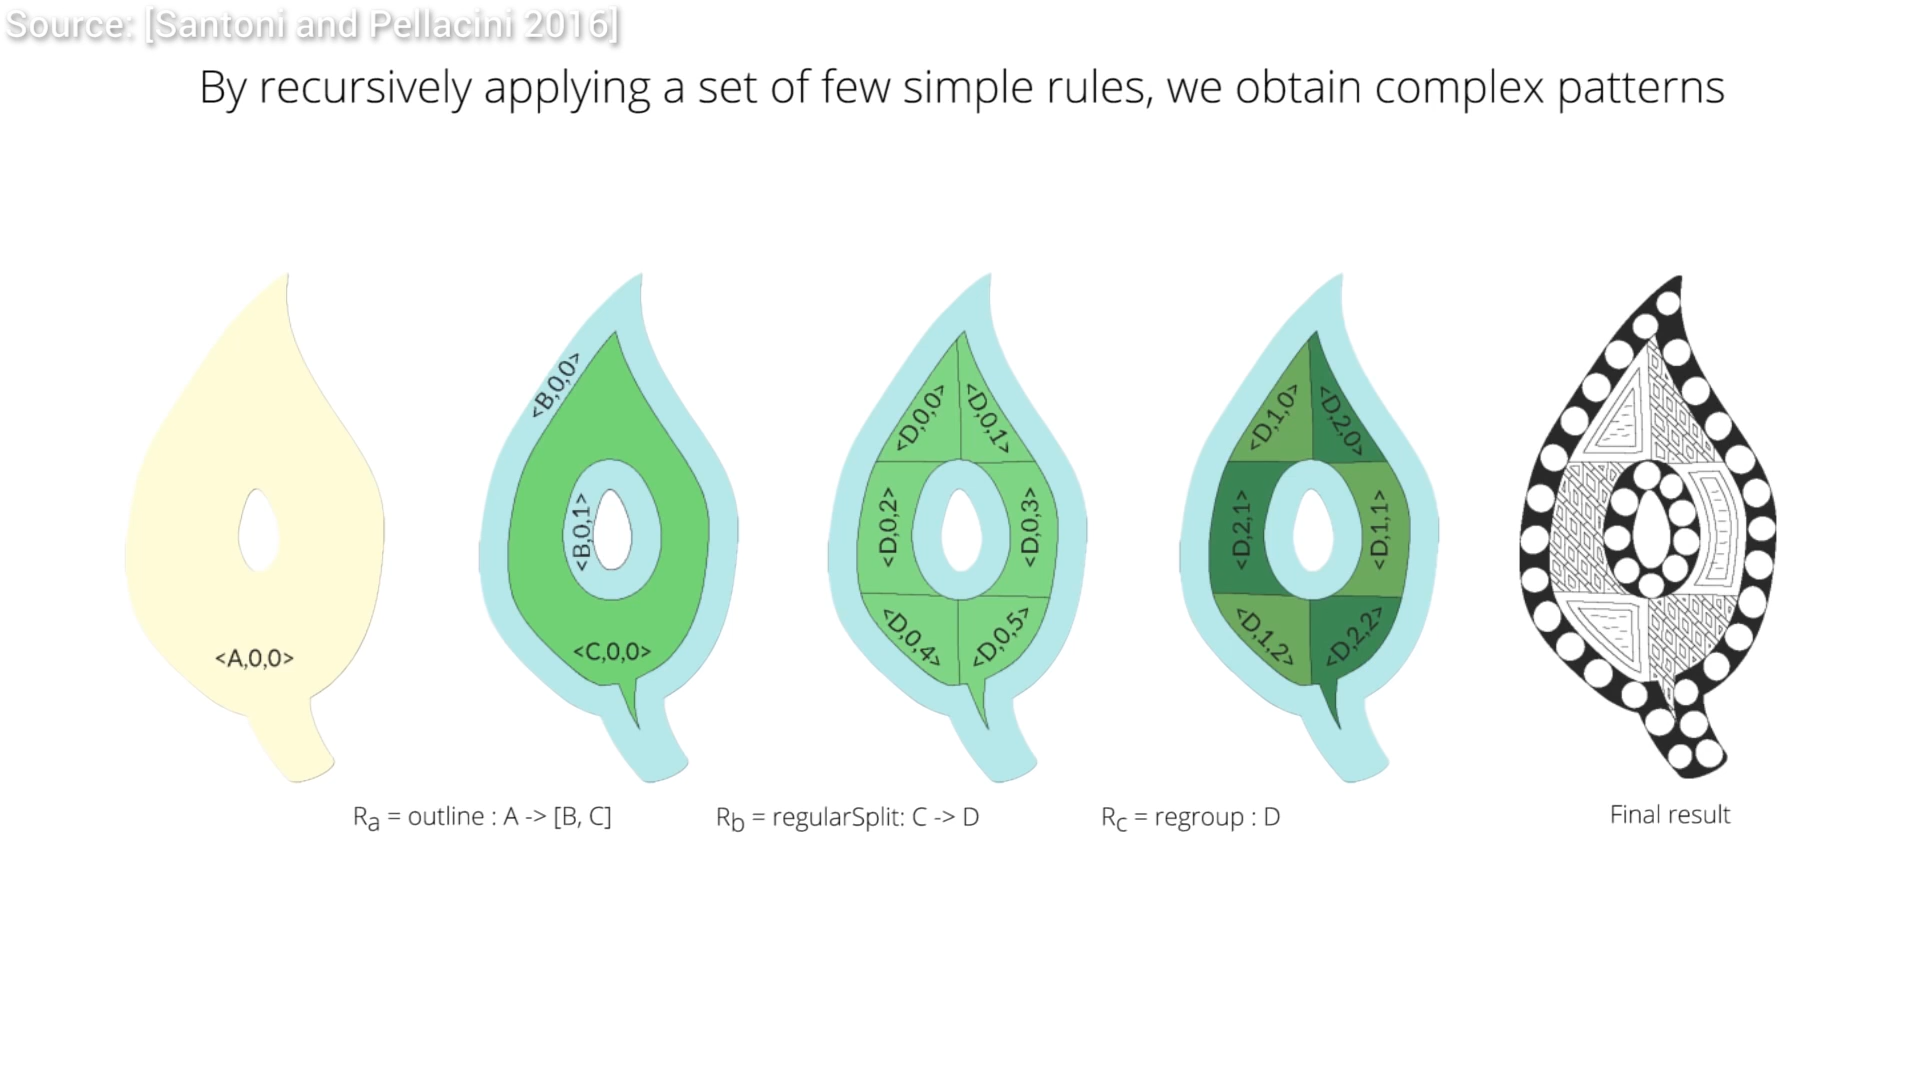 Source: [Santoni and Pellacini 2016]
By recursively applying a set of few simple rules, we obtain complex patterns
<A,0,0>
<B,0,0>
<B,0,1>
<C,0,0>
<D,0,0>
<D,0,1>
<D,0,2>
<D,0,3>
<D,0,4>
<D,0,5>
<D,1,0>
<D,2,0>
<D,2,1>
<D,1,1>
<D,1,2>
<D,2,2>
Ra = outline : A -> [B, C]
Rb = regularSplit: C -> D
Rc = regroup : D
Final result